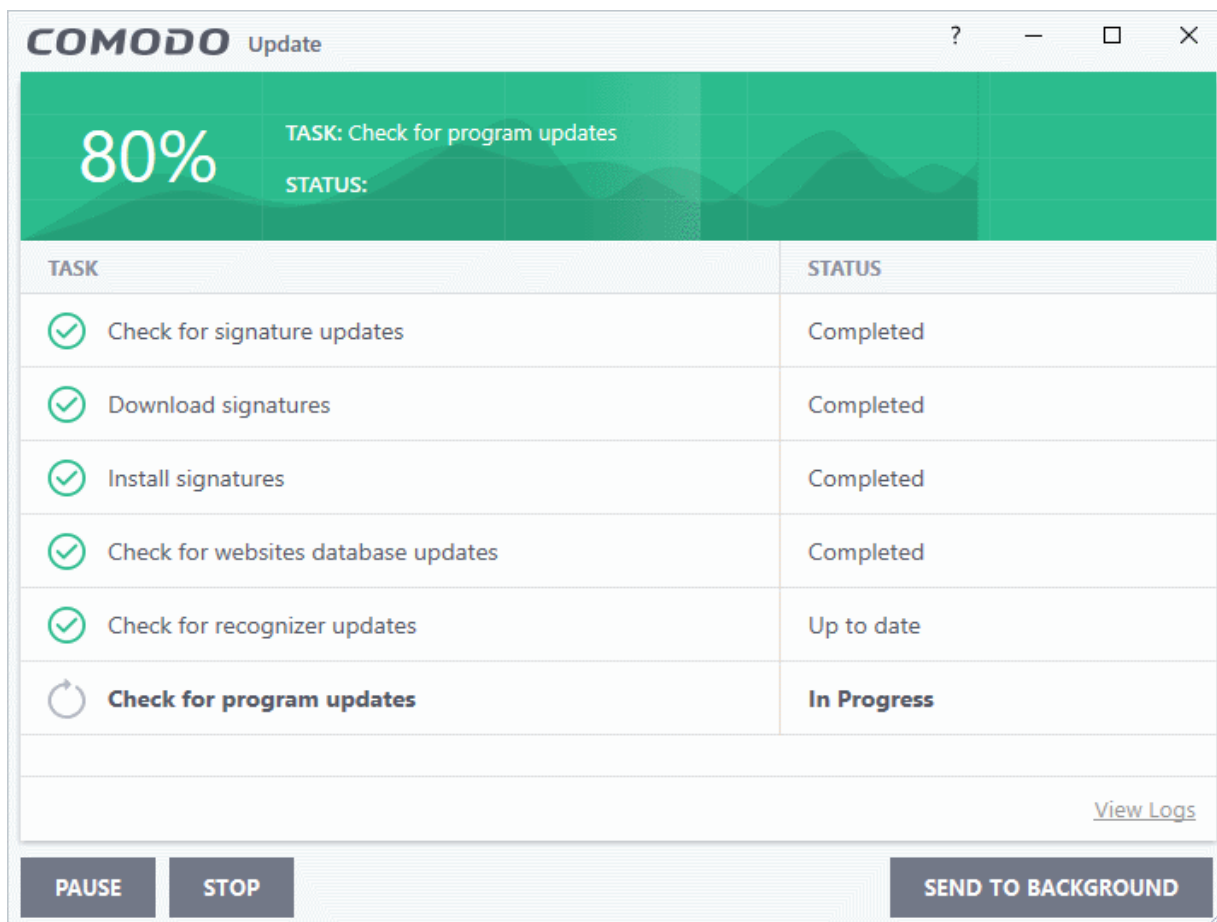 COMODO Update ?
80%
TASK: Check for program updates
STATUS:
TASK STATUS
Check for signature updates Completed
Download signatures Completed
Install signatures Completed
Check for websites database updates Completed
Check for recognizer updates Up to date
Check for program updates In Progress
View Logs
PAUSE STOP SEND TO BACKGROUND